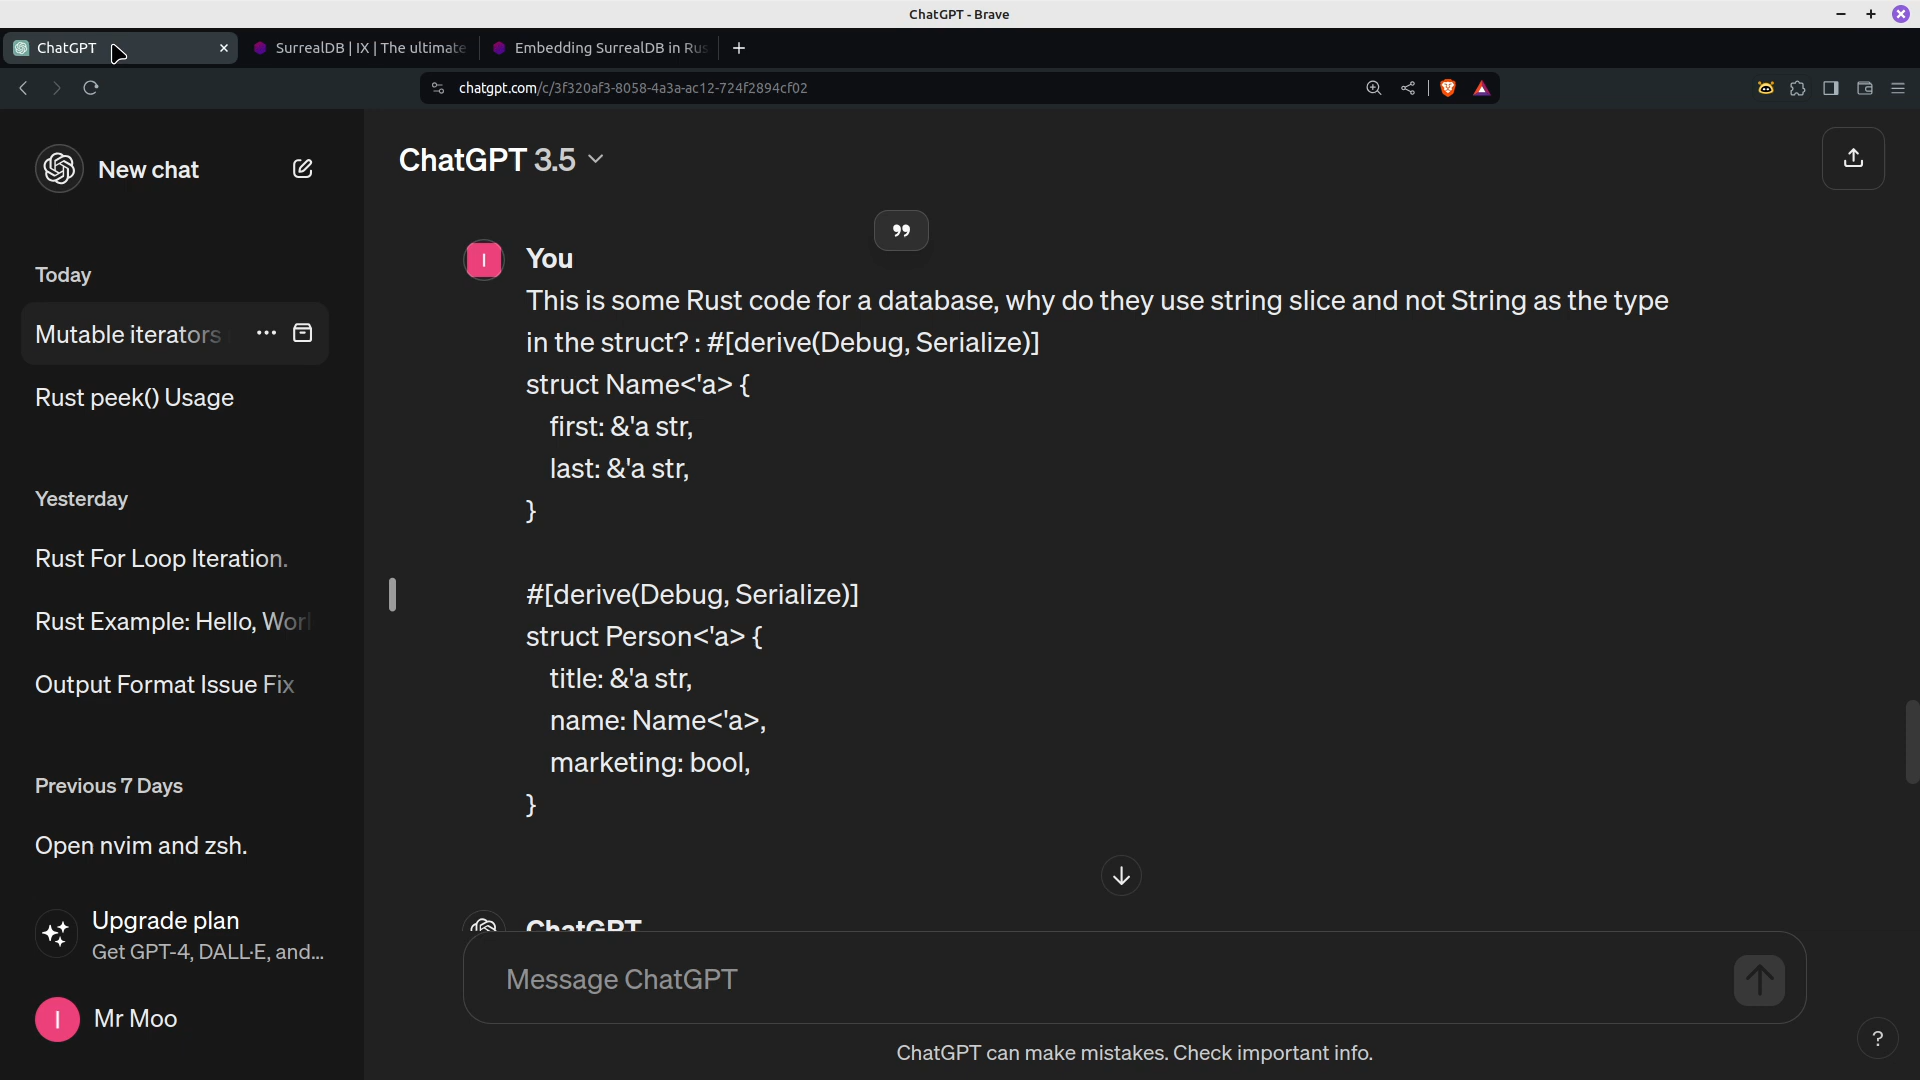 ChatGPT - Brave
ChatGPT
SurrealDB | IX | The ultimate
Embedding SurrealDB in Rus
chatgpt.com/c/3f320af3-8058-4a3a-ac12-724f2894cf02
New chat
ChatGPT 3.5
Today
Mutable iterators
Rust peek() Usage
Yesterday
Rust For Loop Iteration.
Rust Example: Hello, Worl
Output Format Issue Fix
Previous 7 Days
Open nvim and zsh.
Upgrade plan
Get GPT-4, DALL·E, and...
I
Mr Moo
I
You
This is some Rust code for a database, why do they use string slice and not String as the type
in the struct? : #[derive(Debug, Serialize)]
struct Name<'a> {
first: &'a str,
last: &'a str,
}
#[derive(Debug, Serialize)]
struct Person<'a> {
title: &'a str,
name: Name<'a>,
marketing: bool,
}
ChatGPT
Message ChatGPT
ChatGPT can make mistakes. Check important info.
?